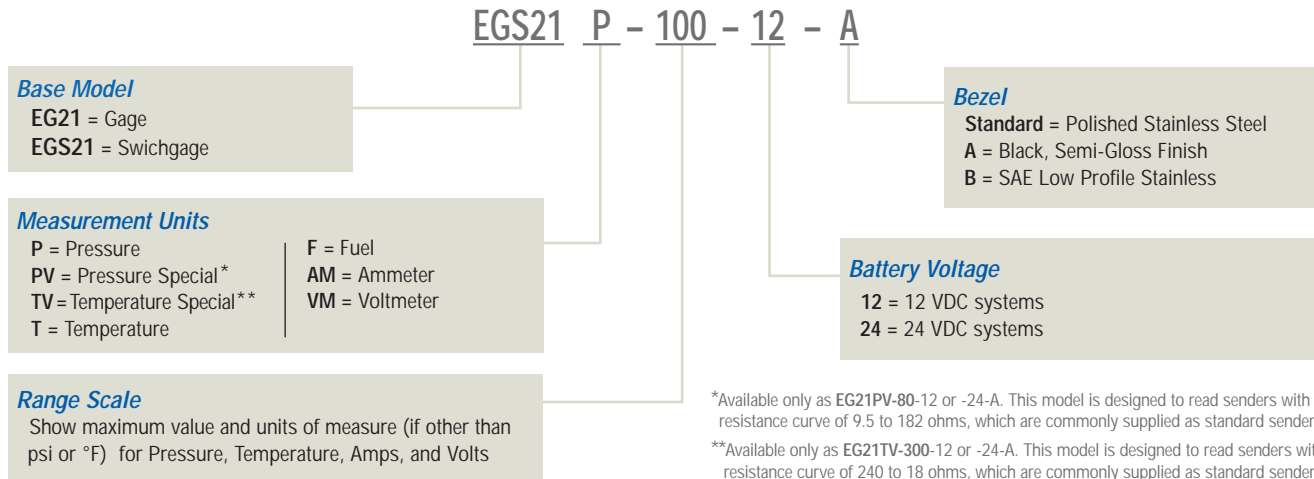 EGS21 P – 100 – 12 – A
Base Model
EG21 = Gage
EGS21 = Swichgage
Measurement Units
P = Pressure
PV = Pressure Special*
TV = Temperature Special**
T = Temperature
F = Fuel
AM = Ammeter
VM = Voltmeter
Range Scale
Show maximum value and units of measure (if other than
psi or °F) for Pressure, Temperature, Amps, and Volts
Bezel
Standard = Polished Stainless Steel
A = Black, Semi-Gloss Finish
B = SAE Low Profile Stainless
Battery Voltage
12 = 12 VDC systems
24 = 24 VDC systems
*Available only as EG21PV-80-12 or -24-A. This model is designed to read senders with
resistance curve of 9.5 to 182 ohms, which are commonly supplied as standard sender
**Available only as EG21TV-300-12 or -24-A. This model is designed to read senders wit
resistance curve of 240 to 18 ohms, which are commonly supplied as standard sender